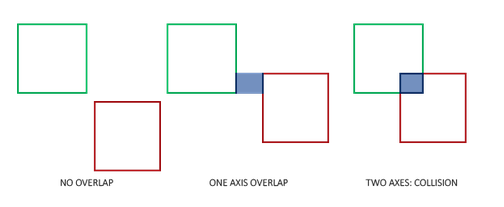 NO OVERLAP
ONE AXIS OVERLAP
TWO AXES: COLLISION